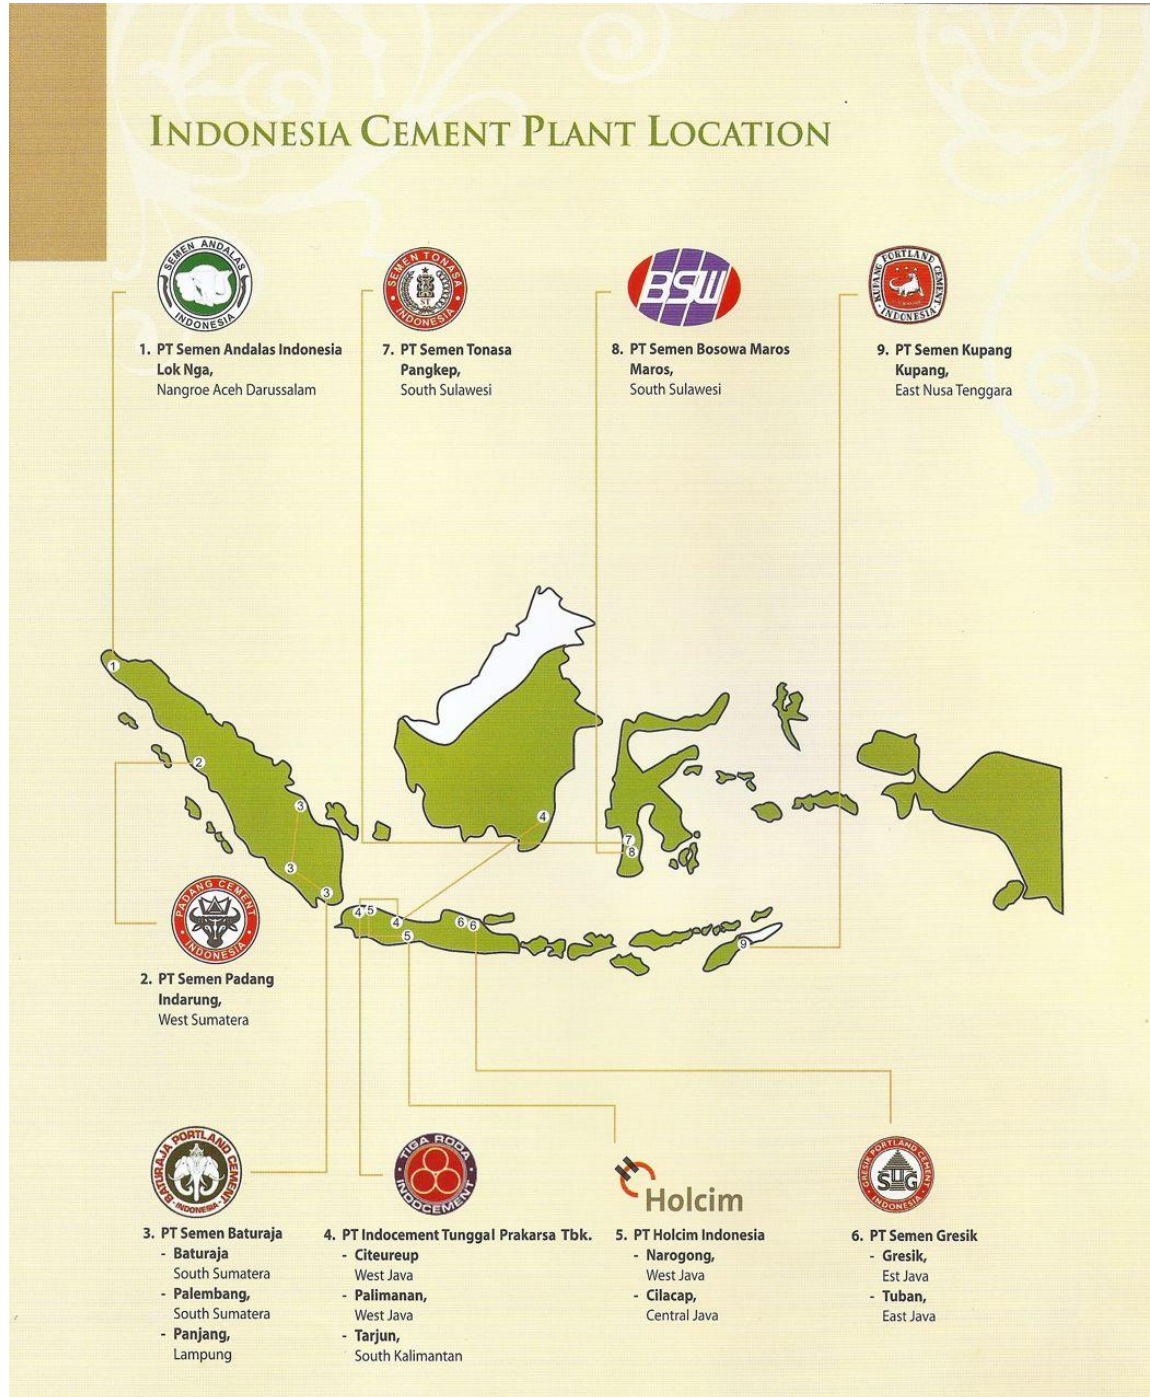 INDONESIA CEMENT PLANT LOCATION
SEMEN ANDALAS
INDONESIA
1. PT Semen Andalas Indonesia
Lok Nga,
Nangroe Aceh Darussalam
SEMEN TONASA
ST
INDONESIA
7. PT Semen Tonasa
Pangkep,
South Sulawesi
BSW
8. PT Semen Bosowa Maros
Maros,
South Sulawesi
KUPANG PORTLAND CEMENT
INDONESIA
9. PT Semen Kupang
Kupang,
East Nusa Tenggara
1
2
3
3
3
4
7
8
4
5
4
5
6
6
9
PADANG CEMENT
INDONESIA
2. PT Semen Padang
Indarung,
West Sumatera
BATURAJA PORTLAND CEMENT
INDONESIA
3. PT Semen Baturaja
- Baturaja
South Sumatera
- Palembang,
South Sumatera
- Panjang,
Lampung
TIGA RODA
INDOCEMENT
4. PT Indocement Tunggal Prakarsa Tbk.
- Citeureup
West Java
- Palimanan,
West Java
- Tarjun,
South Kalimantan
Holcim
5. PT Holcim Indonesia
- Narogong,
West Java
- Cilacap,
Central Java
GRESIK PORTLAND CEMENT
SG
INDONESIA
6. PT Semen Gresik
- Gresik,
Est Java
- Tuban,
East Java